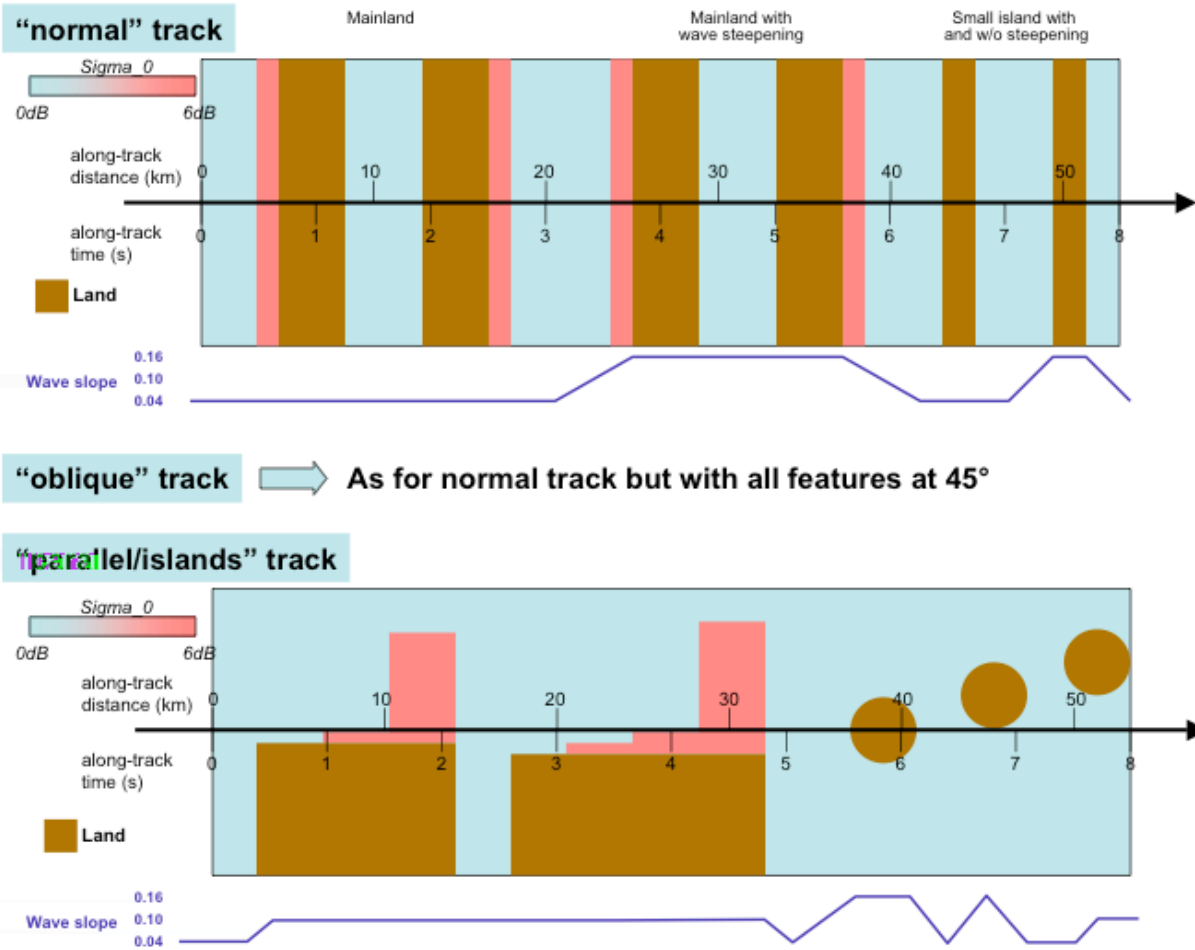 “normal” track
Mainland
Mainland with
wave steepening
Small island with
and w/o steepening
Sigma_0
0dB 6dB
along-track
distance (km)
0 10 20 30 40 50
along-track
time (s)
0 1 2 3 4 5 6 7 8
Land
Wave slope
0.16
0.10
0.04
“oblique” track
As for normal track but with all features at 45°
“parallel/islands” track
Sigma_0
0dB 6dB
along-track
distance (km)
0 10 20 30 40 50
along-track
time (s)
0 1 2 3 4 5 6 7 8
Land
Wave slope
0.16
0.10
0.04